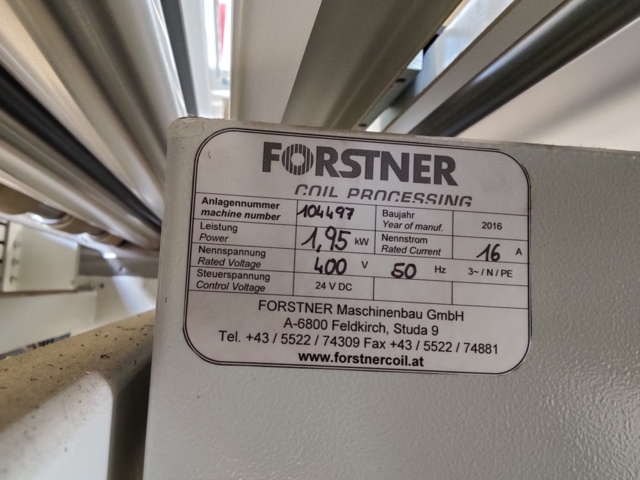 FORSTNER
COIL PROCESSING
Anlagennummer machine number 104497 Baujahr Year of manuf. 2016
Leistung Power 1,95 kW Nennstrom Rated Current 16 A
Nennspannung Rated Voltage 400 V 50 Hz 3~ / N / PE
Steuerspannung Control Voltage 24 V DC
FORSTNER Maschinenbau GmbH
A-6800 Feldkirch, Studa 9
Tel. +43 / 5522 / 74309 Fax +43 / 5522 / 74881
www.forstnercoil.at